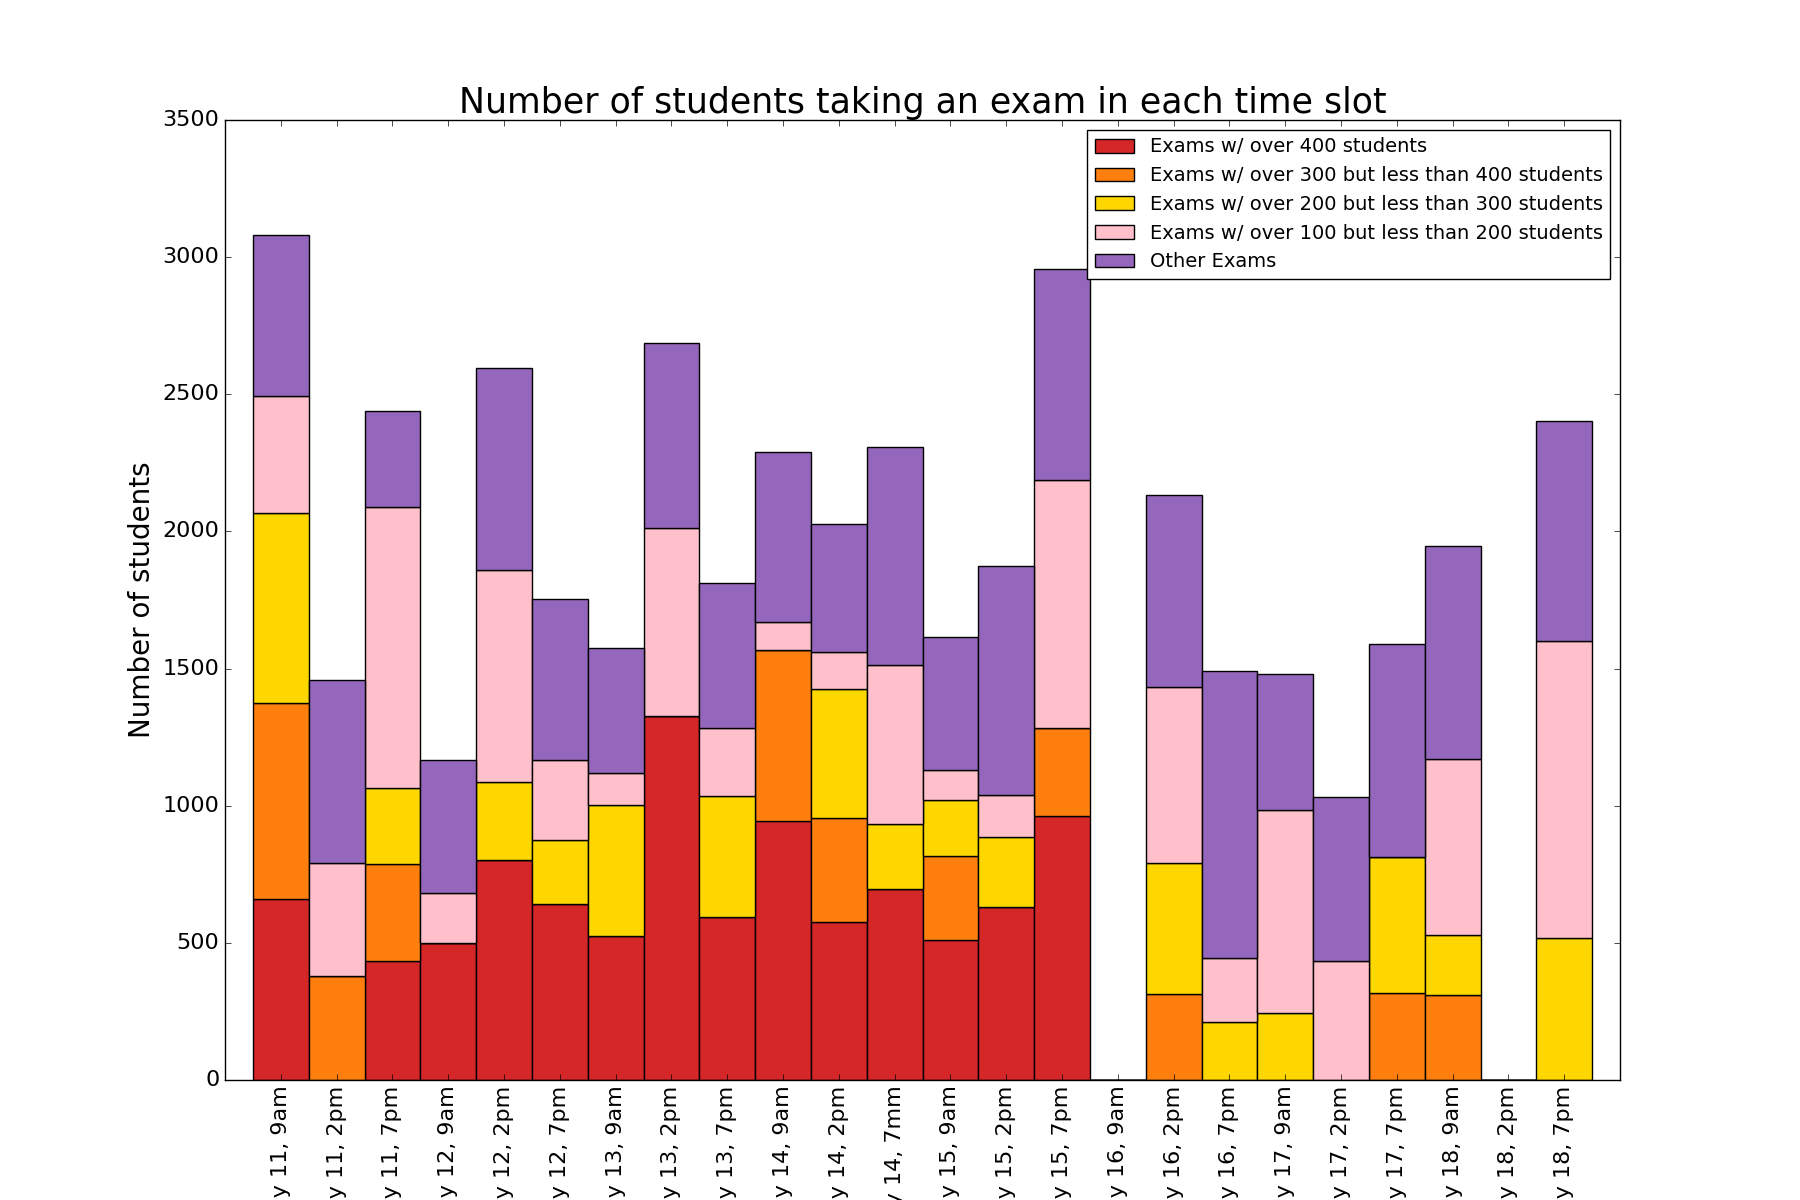 Number of students taking an exam in each time slot
Exams w/ over 400 students
Exams w/ over 300 but less than 400 students
Exams w/ over 200 but less than 300 students
Exams w/ over 100 but less than 200 students
Other Exams
Number of students
3500
3000
2500
2000
1500
1000
500
0
y 11, 9am
y 11, 2pm
y 11, 7pm
y 12, 9am
y 12, 2pm
y 12, 7pm
y 13, 9am
y 13, 2pm
y 13, 7pm
y 14, 9am
y 14, 2pm
y 14, 7mm
y 15, 9am
y 15, 2pm
y 15, 7pm
y 16, 9am
y 16, 2pm
y 16, 7pm
y 17, 9am
y 17, 2pm
y 17, 7pm
y 18, 9am
y 18, 2pm
y 18, 7pm